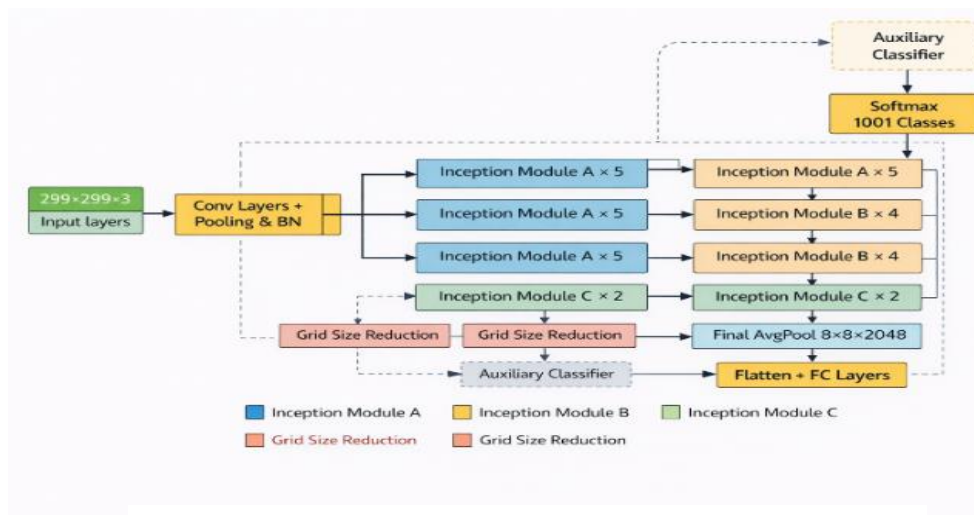 Auxiliary
Classifier
Softmax
1001 Classes
299×299×3
Input layers
Conv Layers +
Pooling & BN
Inception Module A × 5
Inception Module A × 5
Inception Module A × 5
Inception Module B × 4
Inception Module A × 5
Inception Module B × 4
Inception Module C × 2
Inception Module C × 2
Grid Size Reduction
Grid Size Reduction
Final AvgPool 8×8×2048
Auxiliary Classifier
Flatten + FC Layers
Inception Module A
Inception Module B
Inception Module C
Grid Size Reduction
Grid Size Reduction